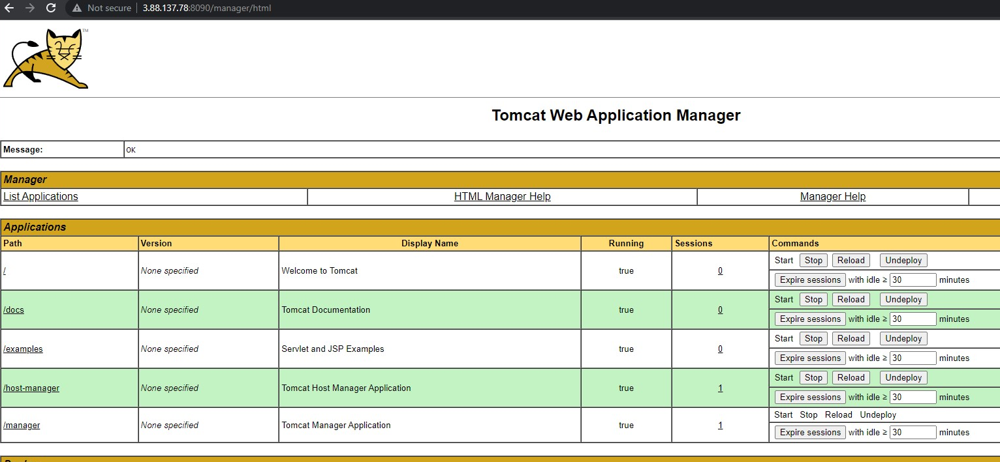 Not secure | 3.88.137.78:8090/manager/html
TM
Tomcat Web Application Manager
Message: OK
Manager
List Applications HTML Manager Help Manager Help
Applications
Path Version Display Name Running Sessions Commands
/ None specified Welcome to Tomcat true 0 Start Stop Reload Undeploy
Expire sessions with idle ≥ 30 minutes
/docs None specified Tomcat Documentation true 0 Start Stop Reload Undeploy
Expire sessions with idle ≥ 30 minutes
/examples None specified Servlet and JSP Examples true 0 Start Stop Reload Undeploy
Expire sessions with idle ≥ 30 minutes
/host-manager None specified Tomcat Host Manager Application true 1 Start Stop Reload Undeploy
Expire sessions with idle ≥ 30 minutes
/manager None specified Tomcat Manager Application true 1 Start Stop Reload Undeploy
Expire sessions with idle ≥ 30 minutes